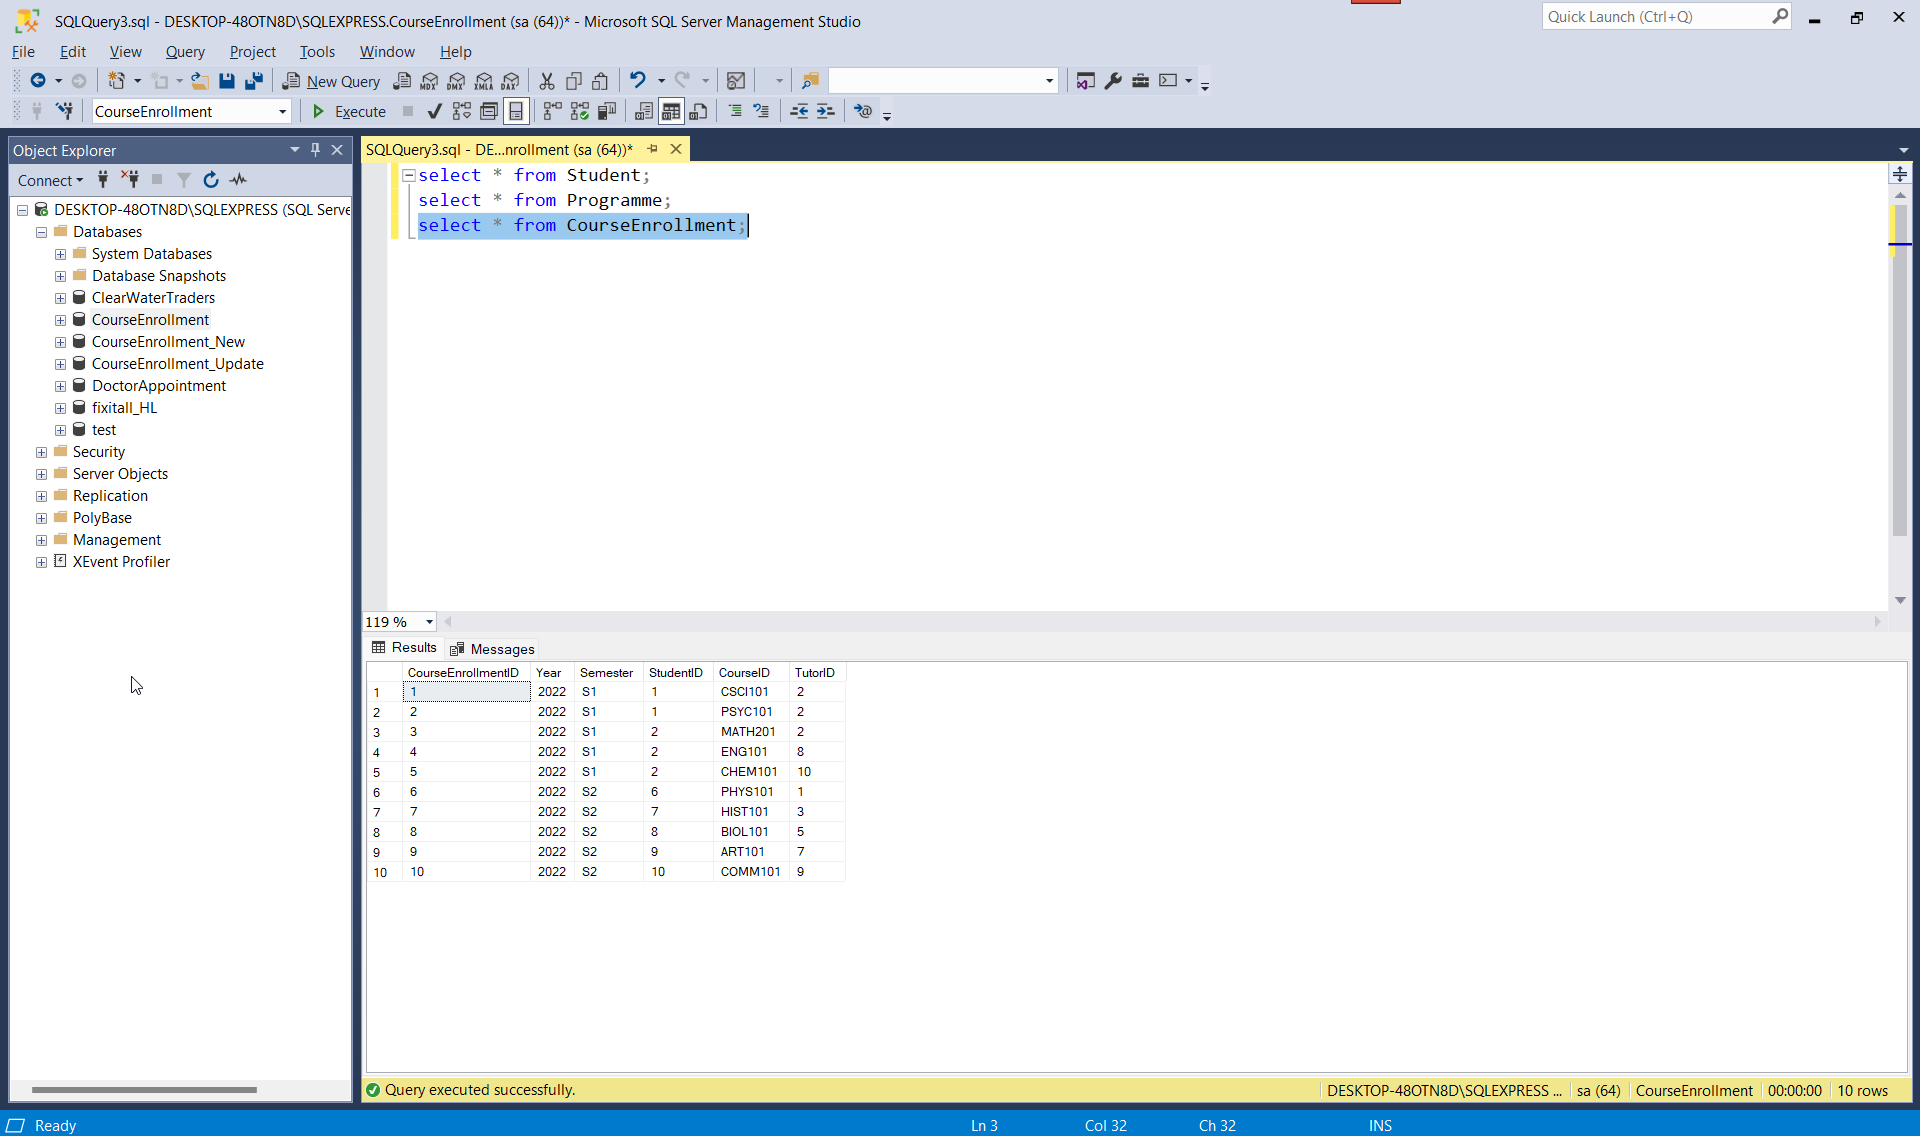 SQLQuery3.sql - DESKTOP-48OTN8D\SQLEXPRESS.CourseEnrollment (sa (64))* - Microsoft SQL Server Management Studio
Quick Launch (Ctrl+Q)
File Edit View Query Project Tools Window Help
New Query MDX DMX XMLA DAX
CourseEnrollment Execute
Object Explorer
Connect
DESKTOP-48OTN8D\SQLEXPRESS (SQL Serve
Databases
System Databases
Database Snapshots
ClearWaterTraders
CourseEnrollment
CourseEnrollment_New
CourseEnrollment_Update
DoctorAppointment
fixitall_HL
test
Security
Server Objects
Replication
PolyBase
Management
XEvent Profiler
SQLQuery3.sql - DE...nrollment (sa (64))*
select * from Student;
select * from Programme;
select * from CourseEnrollment;
119 %
Results Messages
CourseEnrollmentID Year Semester StudentID CourseID TutorID
1 1 2022 S1 1 CSCI101 2
2 2 2022 S1 1 PSYC101 2
3 3 2022 S1 2 MATH201 2
4 4 2022 S1 2 ENG101 8
5 5 2022 S1 2 CHEM101 10
6 6 2022 S2 6 PHYS101 1
7 7 2022 S2 7 HIST101 3
8 8 2022 S2 8 BIOL101 5
9 9 2022 S2 9 ART101 7
10 10 2022 S2 10 COMM101 9
Query executed successfully. DESKTOP-48OTN8D\SQLEXPRESS ... sa (64) CourseEnrollment 00:00:00 10 rows
Ready Ln 3 Col 32 Ch 32 INS